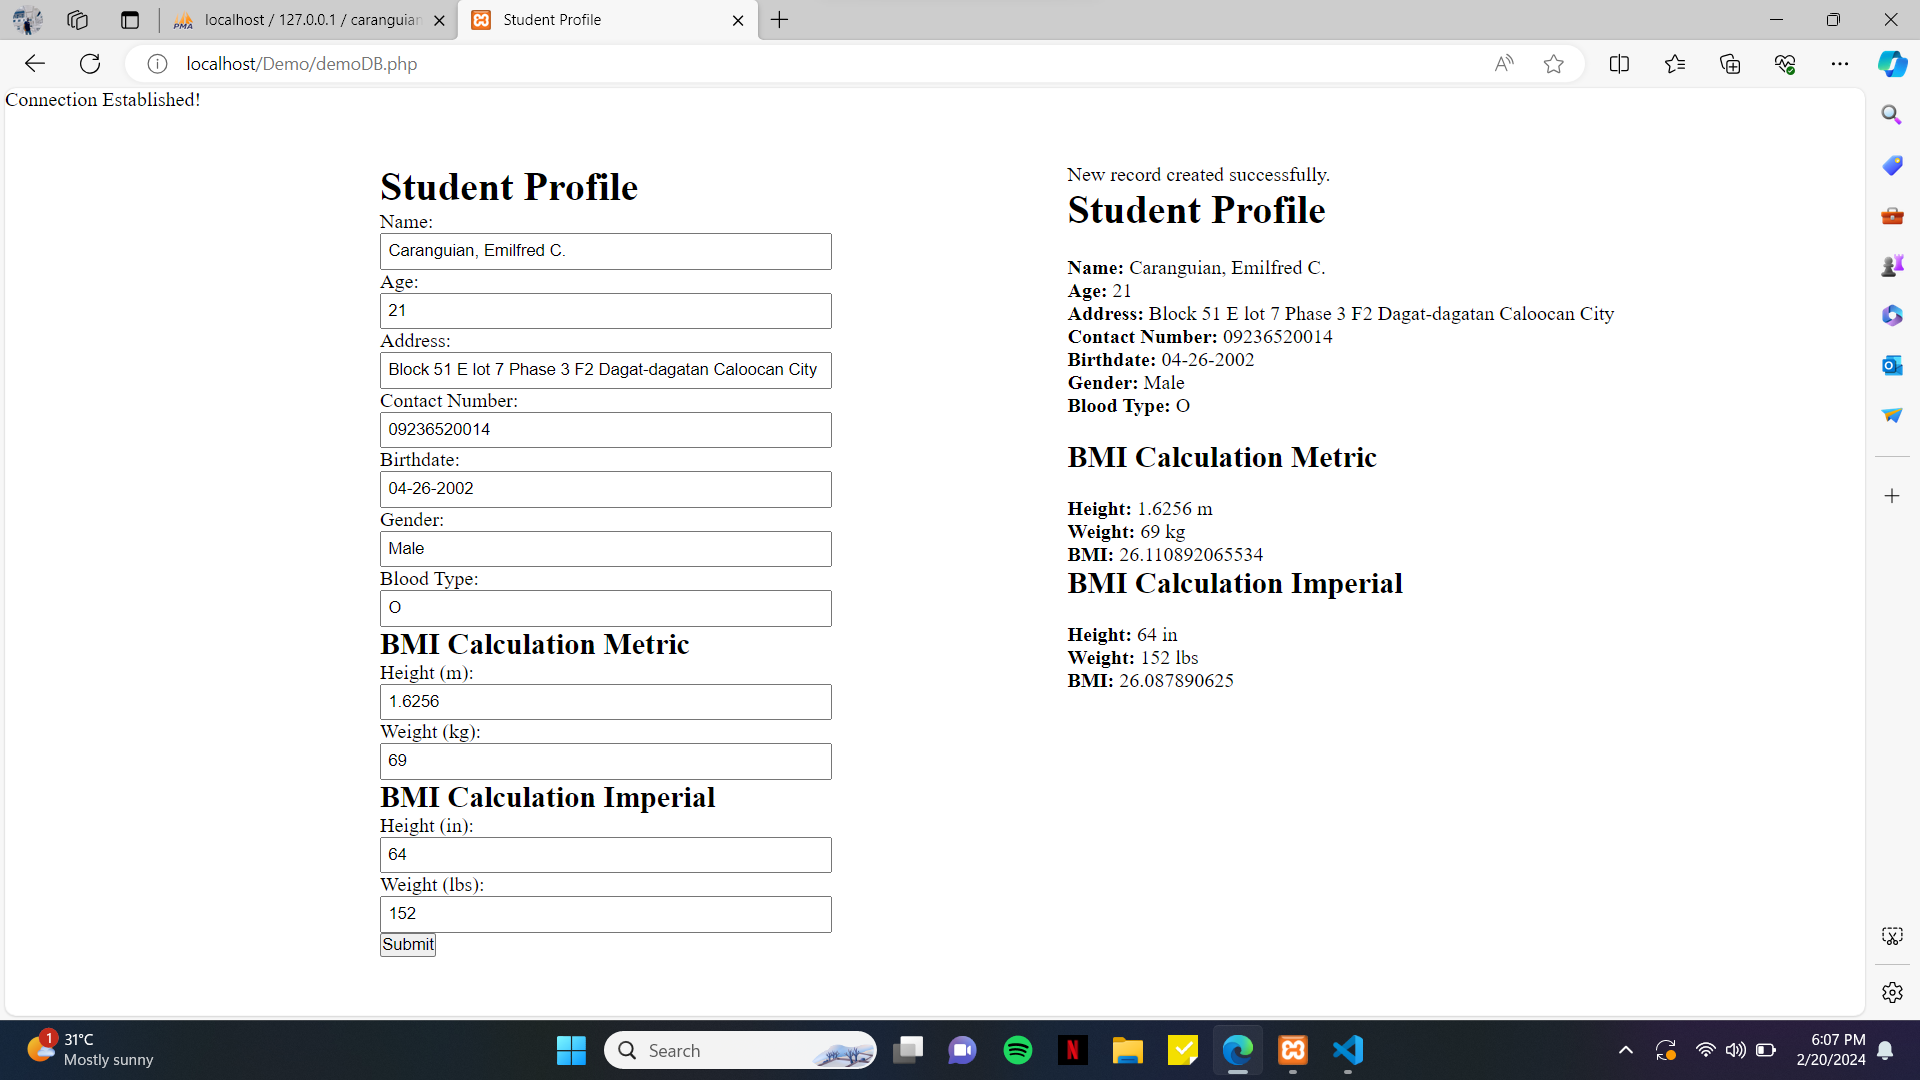 localhost / 127.0.0.1 / caranguian
Student Profile
localhost/Demo/demoDB.php
Connection Established!
Student Profile
Name:
Caranguian, Emilfred C.
Age:
21
Address:
Block 51 E lot 7 Phase 3 F2 Dagat-dagatan Caloocan City
Contact Number:
09236520014
Birthdate:
04-26-2002
Gender:
Male
Blood Type:
O
BMI Calculation Metric
Height (m):
1.6256
Weight (kg):
69
BMI Calculation Imperial
Height (in):
64
Weight (lbs):
152
Submit
New record created successfully.
Student Profile
Name: Caranguian, Emilfred C.
Age: 21
Address: Block 51 E lot 7 Phase 3 F2 Dagat-dagatan Caloocan City
Contact Number: 09236520014
Birthdate: 04-26-2002
Gender: Male
Blood Type: O
BMI Calculation Metric
Height: 1.6256 m
Weight: 69 kg
BMI: 26.110892065534
BMI Calculation Imperial
Height: 64 in
Weight: 152 lbs
BMI: 26.087890625
1
31°C
Mostly sunny
Search
6:07 PM
2/20/2024